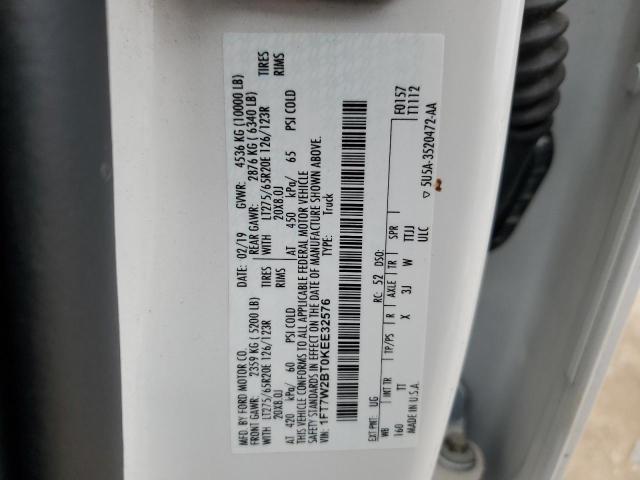 MFD. BY FORD MOTOR CO.
DATE: 02/19 GVWR: 4536 KG (10000 LB)
FRONT GAWR: 2359 KG ( 5200 LB) REAR GAWR: 2876 KG ( 6340 LB)
LT275/65R20E 126/123R WITH LT275/65R20E 126/123R TIRES
20X8.0J RIMS 20X8.0J RIMS
AT 420 kPa/ 60 PSI COLD AT 450 kPa/ 65 PSI COLD
THIS VEHICLE CONFORMS TO ALL APPLICABLE FEDERAL MOTOR VEHICLE
SAFETY STANDARDS IN EFFECT ON THE DATE OF MANUFACTURE SHOWN ABOVE.
VIN: 1FT7W2BT0KEE32576 TYPE: Truck
F0157
T1112
EXT PNT: UG RC: 52 DSO:
WB INT TR TP/PS R AXLE TR SPR
160 TT X 3J W TTJJ
MADE IN U.S.A. ULC
▽ 5U5A-3520472-AA